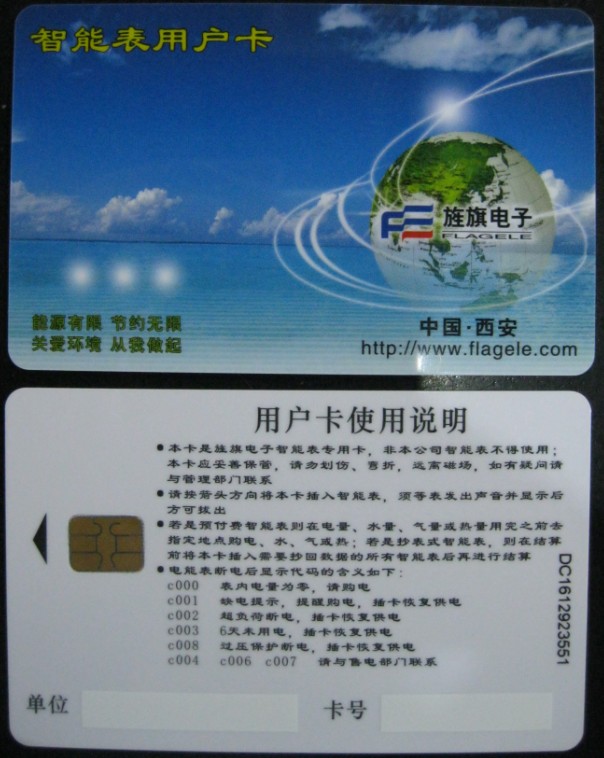 智能表用户卡
旌旗电子
FLAGELE
能源有限 节约无限
关爱环境 从我做起
中国·西安
http://www.flagele.com
用户卡使用说明
●本卡是旌旗电子智能表专用卡，非本公司智能表不得使用；
本卡应妥善保管，请勿划伤、弯折，远离磁场，如有疑问请
与管理部门联系
●请按箭头方向将本卡插入智能表，须等表发出声音并显示后
方可拔出
●若是预付费智能表则在电量、水量、气量或热量用完之前去
指定地点购电、水、气或热；若是抄表式智能表，则在结算
前将本卡插入需要抄回数据的所有智能表后再进行结算
●电能表断电后显示代码的含义如下：
c000 表内电量为零，请购电
c001 缺电提示，提醒购电，插卡恢复供电
c002 超负荷断电，插卡恢复供电
c003 6天未用电，插卡恢复供电
c008 过压保护断电，插卡恢复供电
c004 c006 c007 请与售电部门联系
DC1612923551
单位 卡号